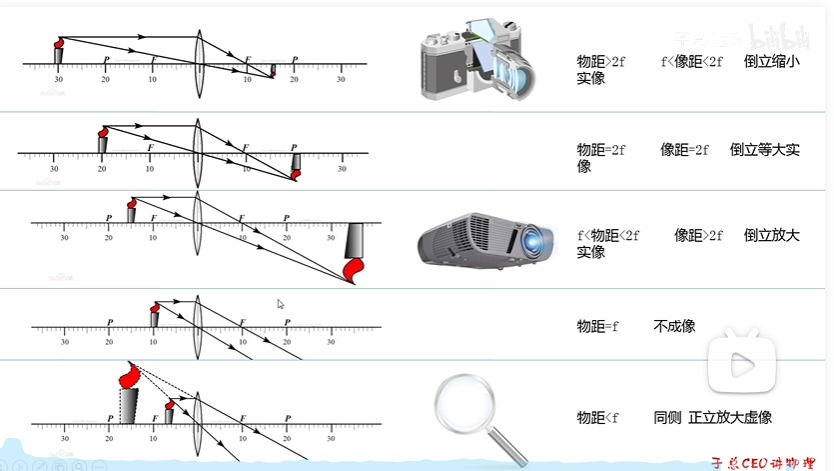 bilibili
30 P F 10 P 30
20 10 20
物距>2f f<像距<2f 倒立缩小
实像
F F P
30 20 10 10 30
物距=2f 像距=2f 倒立等大实
像
P F F P
30 20 10 10 20 30
f<物距<2f 像距>2f 倒立放大
实像
P F F P
30 20 10 10 20 30
物距=f 不成像
P F F P
30 20 10 10 20 30
物距<f 同侧 正立放大虚像
于总CEO讲物理